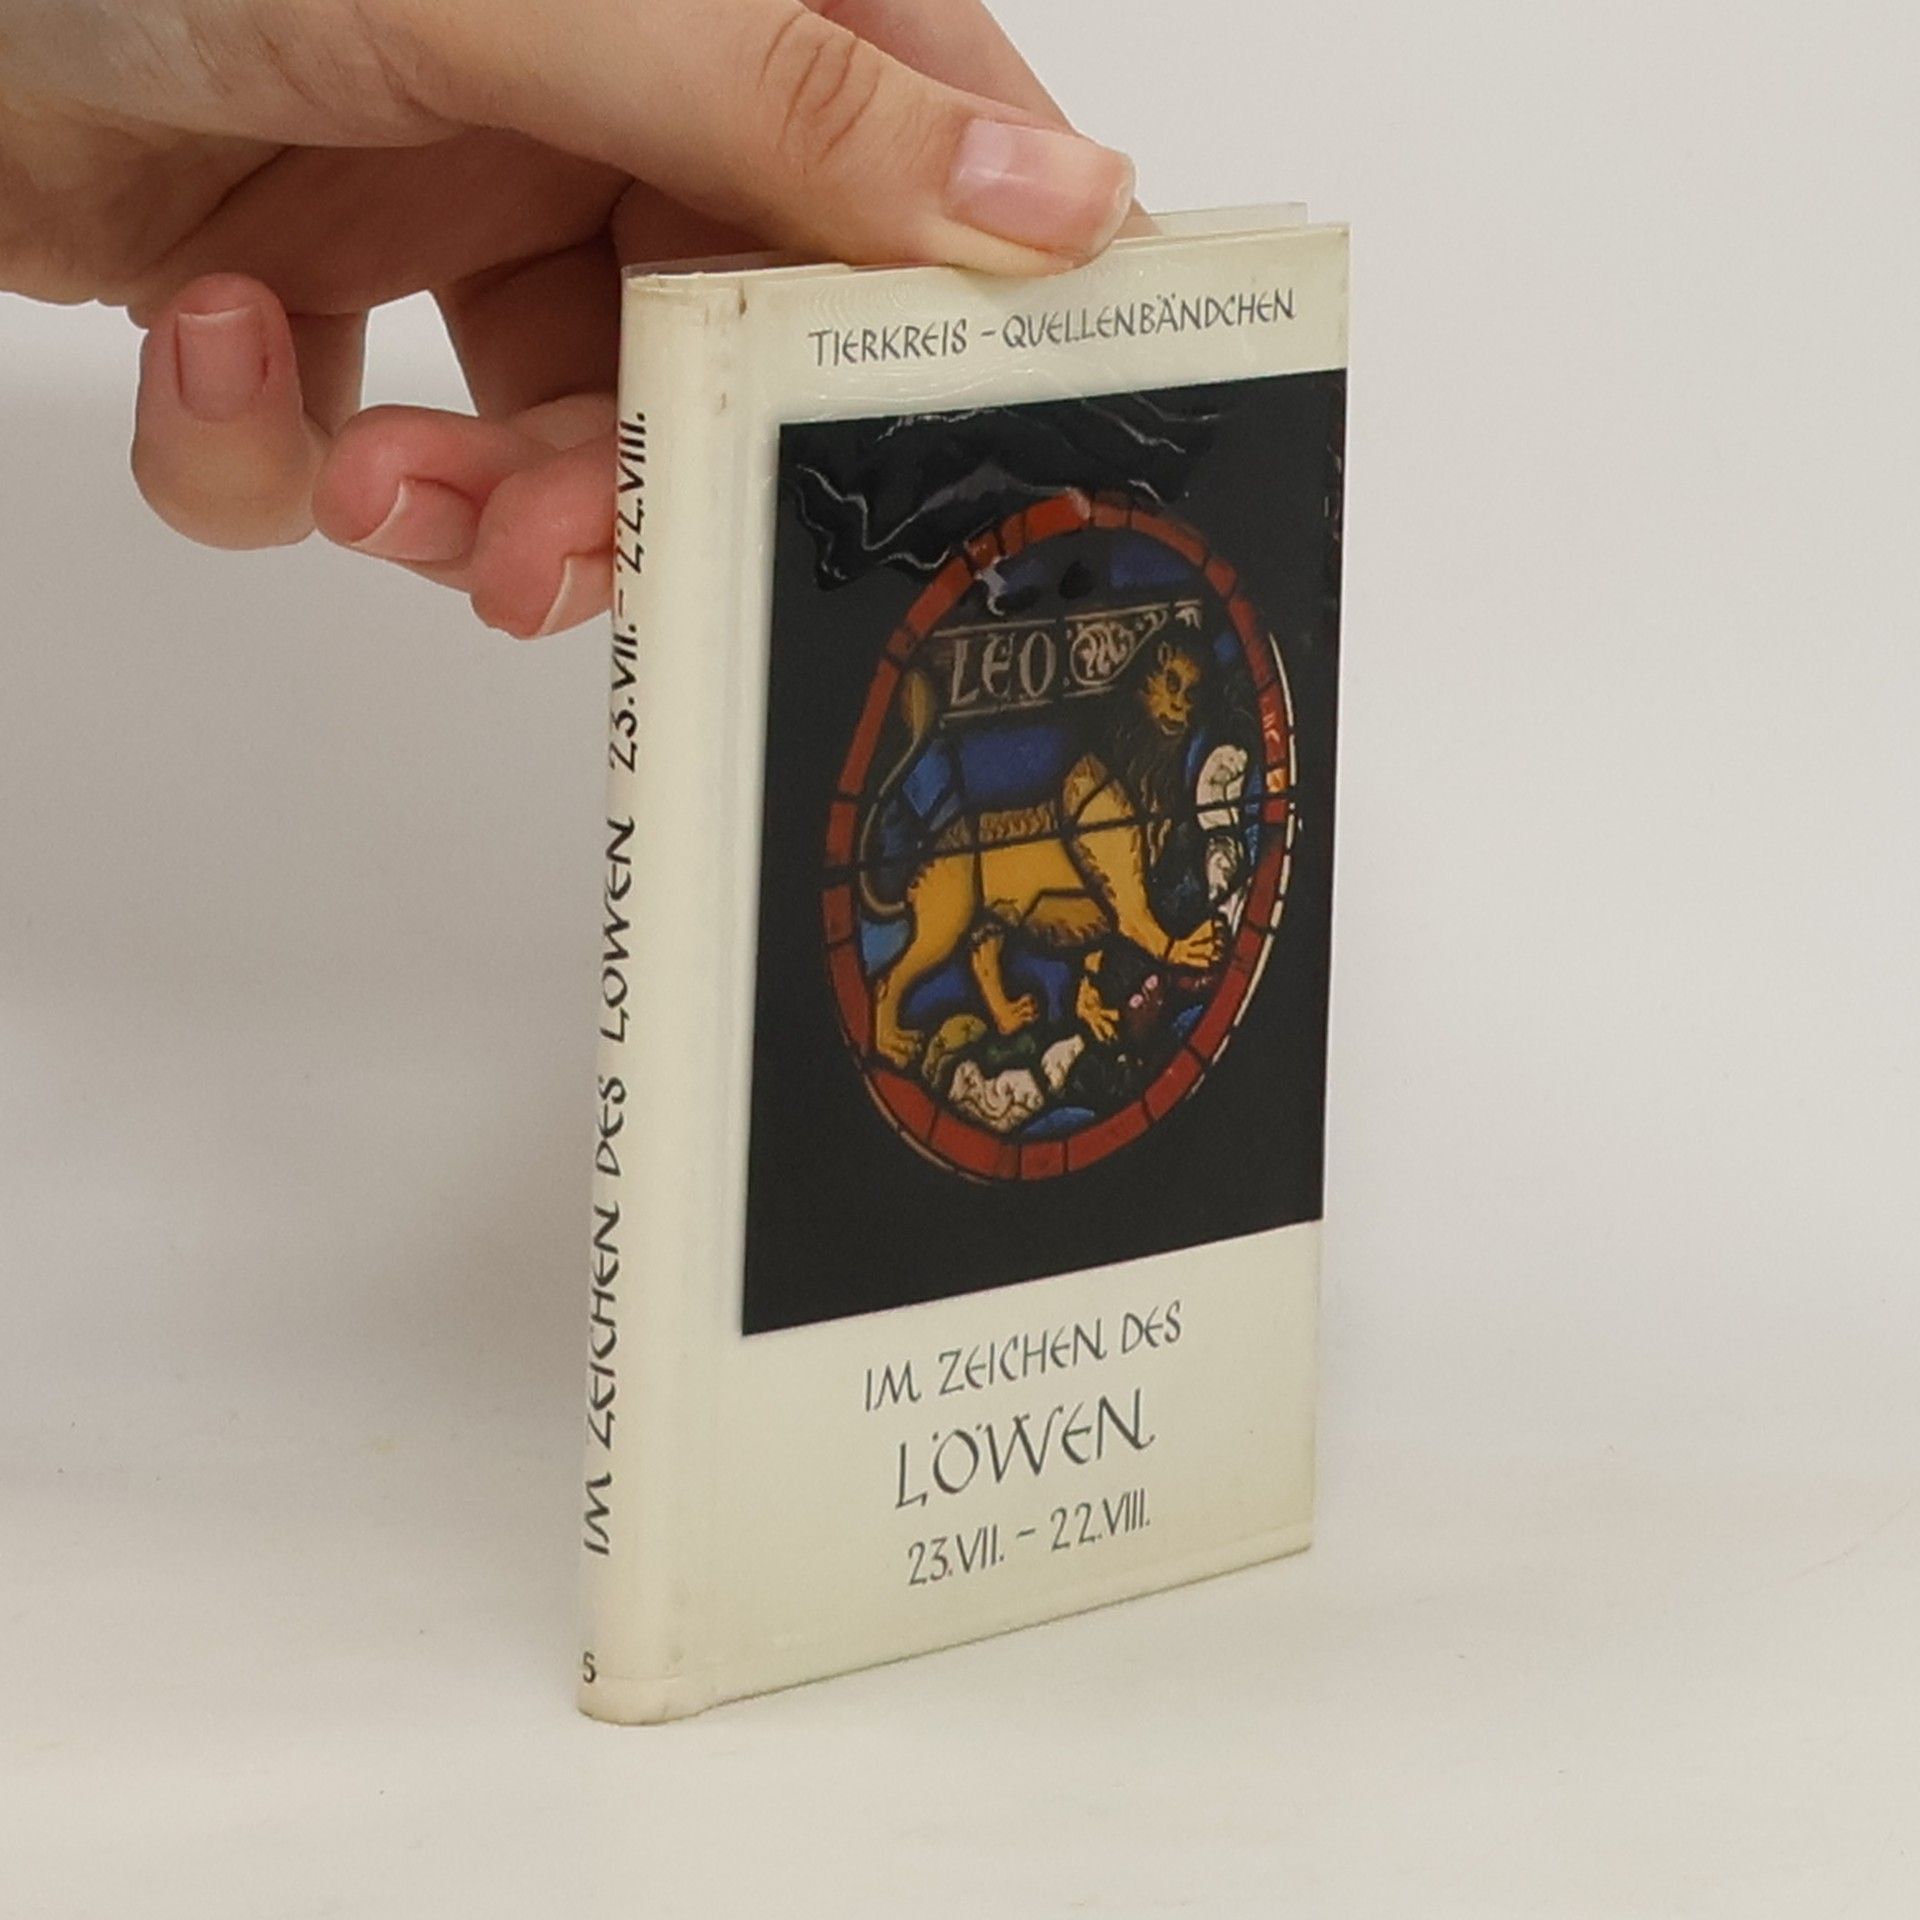 TIERKREIS – QUELLENBÄNDCHEN
LEO
IM ZEICHEN DES
LÖWEN
23.VII. – 22.VIII.
IM ZEICHEN DES LÖWEN 23.VII. – 22.VIII.
5